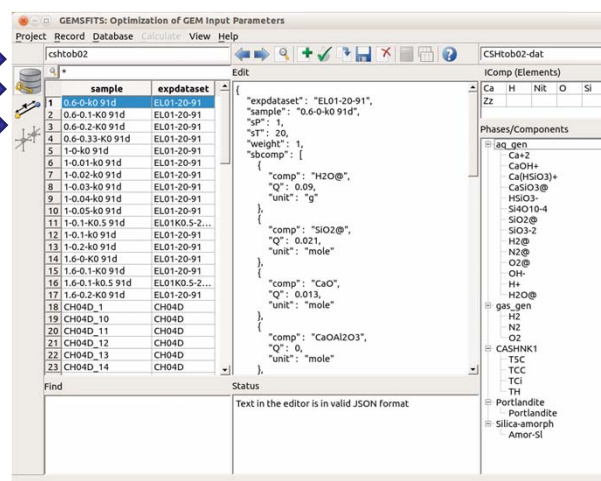 GEMSFITS: Optimization of GEM Input Parameters
Project Record Database Calculate View Help
cshtob02
CSHtob02-dat
*
Edit
IComp (Elements)
sample expdataset
Ca H Nit O Si
Zz
1 0.6-0-k0 91d EL01-20-91
2 0.6-0.1-K0 91d EL01-20-91
3 0.6-0.2-K0 91d EL01-20-91
4 0.6-0.33-K0 91d EL01-20-91
5 1-0-k0 91d EL01-20-91
6 1-0.01-k0 91d EL01-20-91
7 1-0.02-k0 91d EL01-20-91
8 1-0.03-k0 91d EL01-20-91
9 1-0.04-k0 91d EL01-20-91
10 1-0.05-k0 91d EL01-20-91
11 1-0.1-K0.5 91d EL01K0.5-2...
12 1-0.1-k0 91d EL01-20-91
13 1-0.2-k0 91d EL01-20-91
14 1.6-0-K0 91d EL01-20-91
15 1.6-0.1-K0 91d EL01-20-91
16 1.6-0.1-k0.5 91d EL01K0.5-2...
17 1.6-0.2-K0 91d EL01-20-91
18 CH04D_1 CH04D
19 CH04D_10 CH04D
20 CH04D_11 CH04D
21 CH04D_12 CH04D
22 CH04D_13 CH04D
23 CH04D_14 CH04D
{
"expdataset": "EL01-20-91",
"sample": "0.6-0-k0 91d",
"sP": 1,
"sT": 20,
"weight": 1,
"sbcomp": [
{
"comp": "H2O@",
"Q": 0.09,
"unit": "g"
},
{
"comp": "SiO2@",
"Q": 0.021,
"unit": "mole"
},
{
"comp": "CaO",
"Q": 0.013,
"unit": "mole"
},
{
"comp": "CaOAl2O3",
"Q": 0,
"unit": "mole"
},
Phases/Components
aq_gen
Ca+2
CaOH+
Ca(HSiO3)+
CaSiO3@
HSiO3-
Si4O10-4
SiO2@
SiO3-2
H2@
N2@
O2@
OH-
H+
H2O@
gas_gen
H2
N2
O2
CASHNK1
T5C
TCC
TCi
TH
Portlandite
Portlandite
Silica-amorph
Amor-Sl
Find
Status
Text in the editor is in valid JSON format